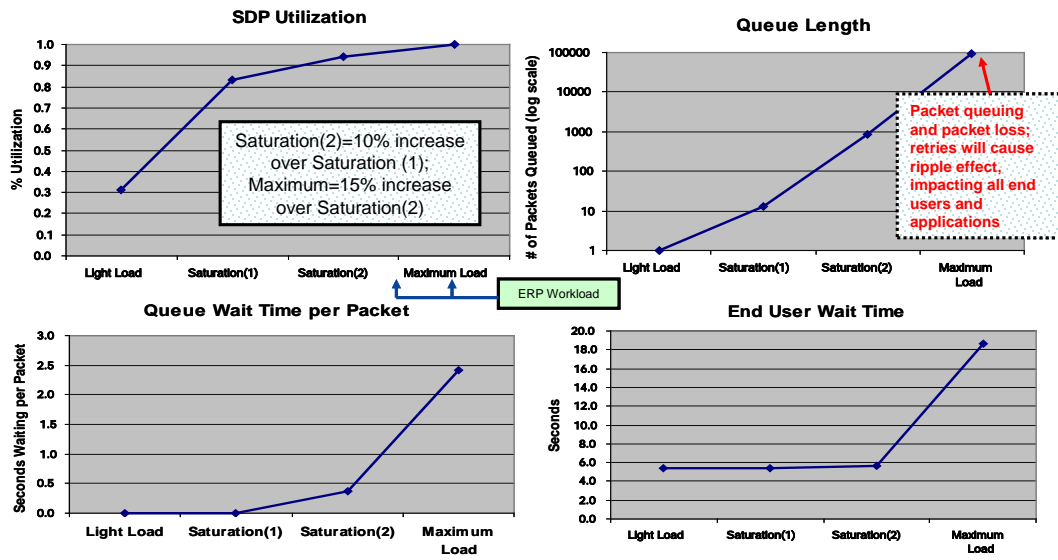 SDP Utilization
% Utilization
1.0
0.9
0.8
0.7
0.6
0.5
0.4
0.3
0.2
0.1
0.0
Saturation(2)=10% increase
over Saturation (1);
Maximum=15% increase
over Saturation(2)
Light Load
Saturation(1)
Saturation(2)
Maximum Load
Queue Length
# of Packets Queued (log scale)
100000
10000
1000
100
10
1
Packet queuing
and packet loss;
retries will cause
ripple effect,
impacting all end
users and
applications
Light Load
Saturation(1)
Saturation(2)
Maximum
Load
ERP Workload
Queue Wait Time per Packet
Seconds Waiting per Packet
3.0
2.5
2.0
1.5
1.0
0.5
0.0
Light Load
Saturation(1)
Saturation(2)
Maximum
Load
End User Wait Time
Seconds
20.0
18.0
16.0
14.0
12.0
10.0
8.0
6.0
4.0
2.0
0.0
Light Load
Saturation(1)
Saturation(2)
Maximum
Load